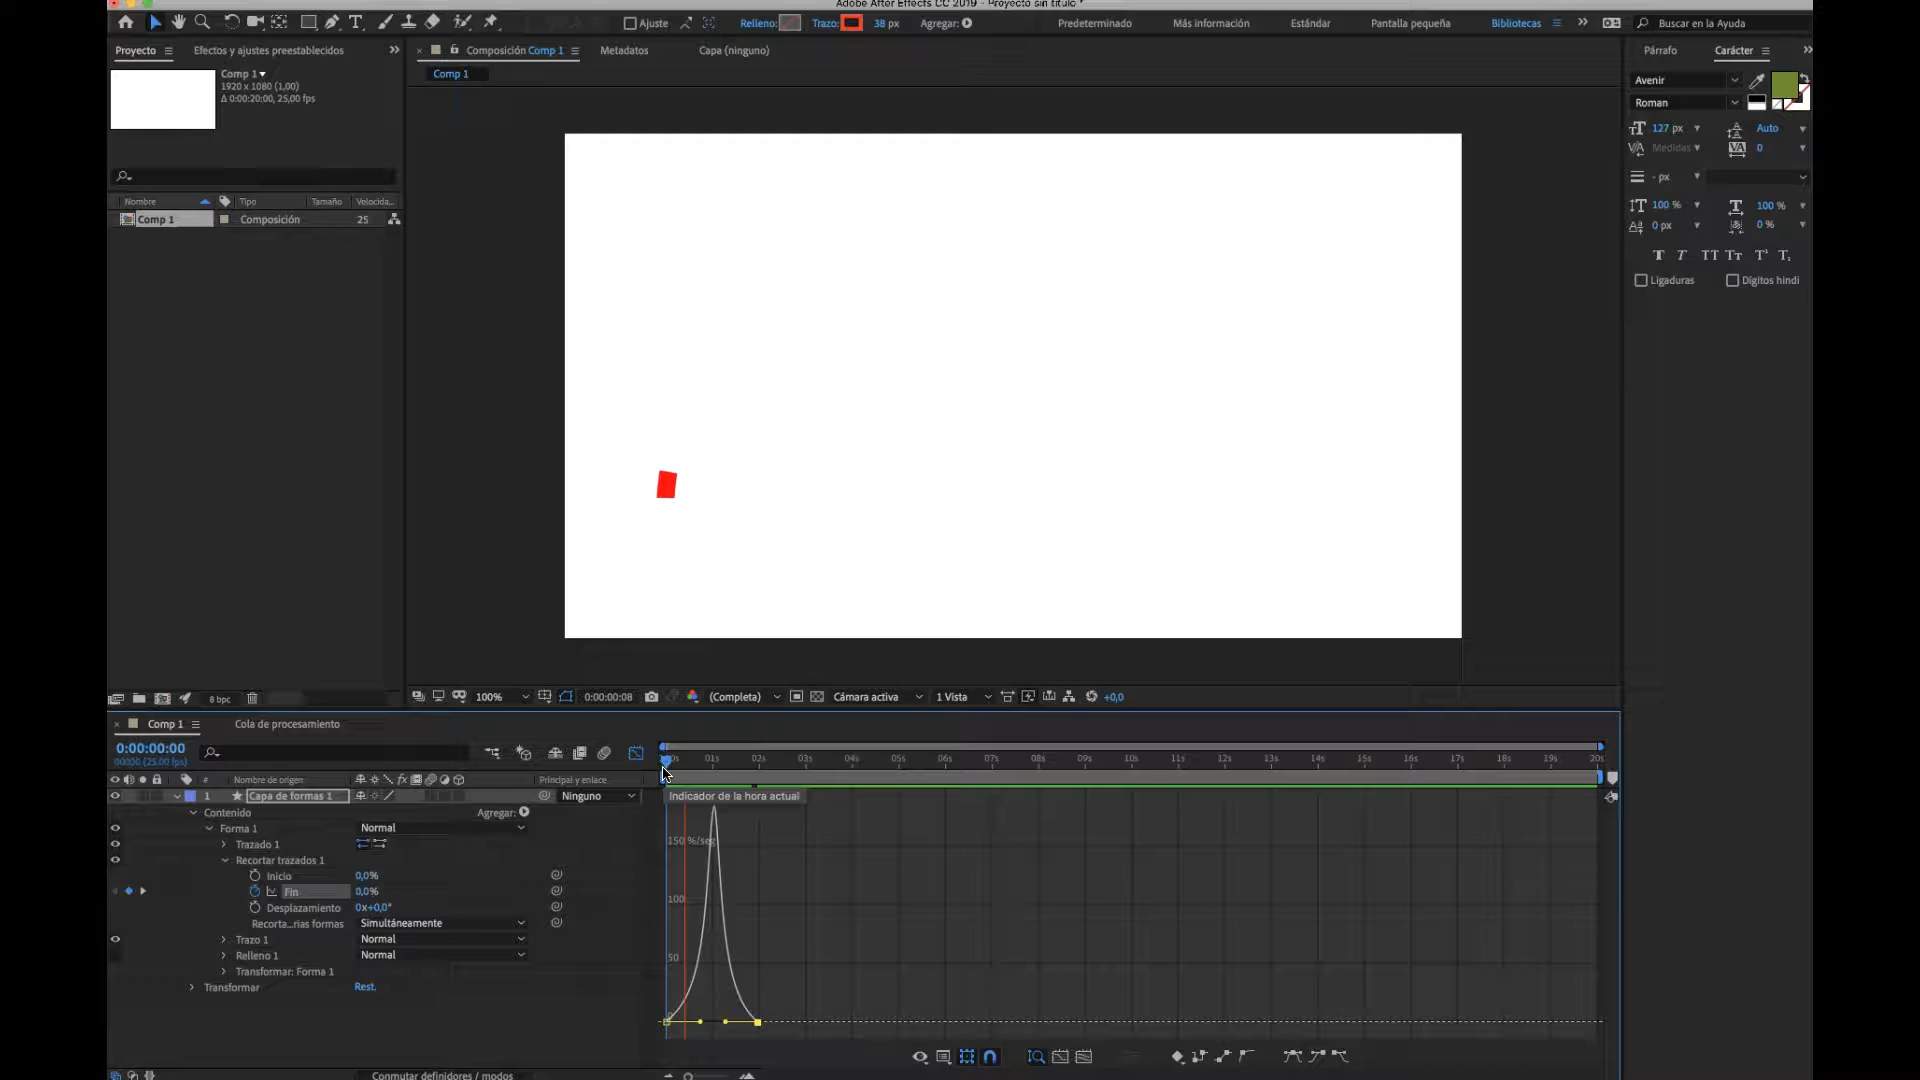 Adobe After Effects CC 2019 - Proyecto sin título *
Ajuste
Relleno:
Trazo:
38 px
Agregar:
Predeterminado
Más información
Estándar
Pantalla pequeña
Bibliotecas
Buscar en la Ayuda
Proyecto
Efectos y ajustes preestablecidos
Composición Comp 1
Metadatos
Capa (ninguno)
Párrafo
Carácter
Comp 1
1920 x 1080 (1,00)
Δ 0:00:20:00, 25,00 fps
Comp 1
Avenir
Roman
127 px
Auto
Medidas
0
- px
100 %
100 %
0 px
0 %
T T TT Tr T¹ T₁
Ligaduras
Dígitos hindi
Nombre
Tipo
Tamaño
Velocida...
Comp 1
Composición
25
8 bpc
100%
0:00:00:08
(Completa)
Cámara activa
1 Vista
+0,0
Comp 1
Cola de procesamiento
0:00:00:00
00000 (25.00 fps)
01s 02s 03s 04s 05s 06s 07s 08s 09s 10s 11s 12s 13s 14s 15s 16s 17s 18s 19s 20s
#
Nombre de origen
Principal y enlace
1
Capa de formas 1
Ninguno
Indicador de la hora actual
Contenido
Agregar:
Forma 1
Normal
Trazado 1
150 %/seg
Recortar trazados 1
Inicio
0,0%
Fin
0,0%
100
Desplazamiento
0x+0,0°
Recorta...rias formas
Simultáneamente
Trazo 1
Normal
Relleno 1
Normal
50
Transformar: Forma 1
Transformar
Rest.
Conmutar definidores / modos